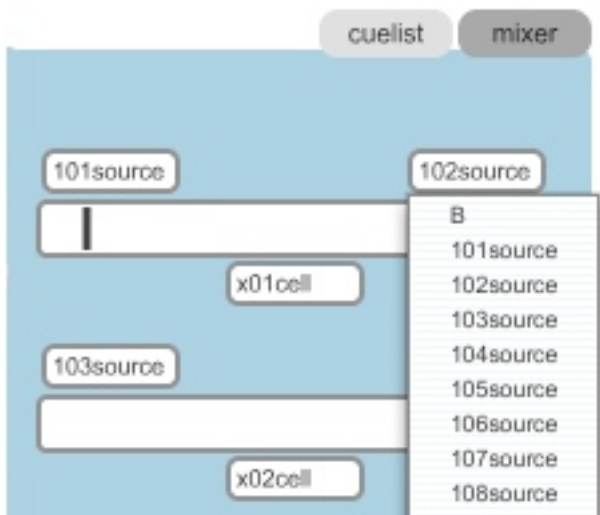 cuelist mixer
101source 102source
B
101source
x01cell 102source
103source
103source 104source
105source
106source
x02cell 107source
108source